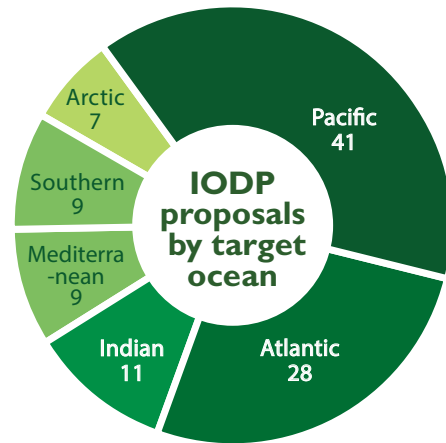 Pacific
41
Arctic
7
IODP
proposals
by target
ocean
Southern
9
Mediterra
-nean
9
Indian
11
Atlantic
28